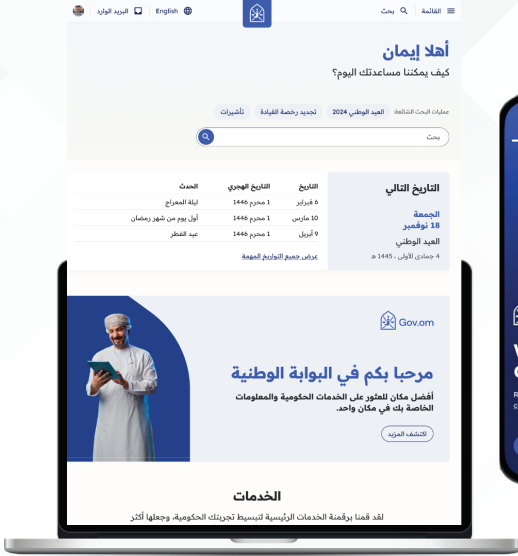 القائمة
بحث
English
البريد الوارد
أهلا إيمان
كيف يمكننا مساعدتك اليوم؟
عمليات البحث الشائعة: العيد الوطني 2024 تجديد رخصة القيادة تأشيرات
بحث
التاريخ التالي
الجمعة
18 نوفمبر
العيد الوطني
4 جمادى الأولى ، 1445 هـ
التاريخ التاريخ الهجري الحدث
6 فبراير 1 محرم 1446 ليلة المعراج
10 مارس 1 محرم 1446 أول يوم من شهر رمضان
9 أبريل 1 محرم 1446 عيد الفطر
عرض جميع التواريخ المهمة
Gov.om
مرحبا بكم في البوابة الوطنية
أفضل مكان للعثور على الخدمات الحكومية والمعلومات
الخاصة بك في مكان واحد.
اكتشف المزيد
الخدمات
لقد قمنا برقمنة الخدمات الرئيسية لتبسيط تجربتك الحكومية، وجعلها أكثر